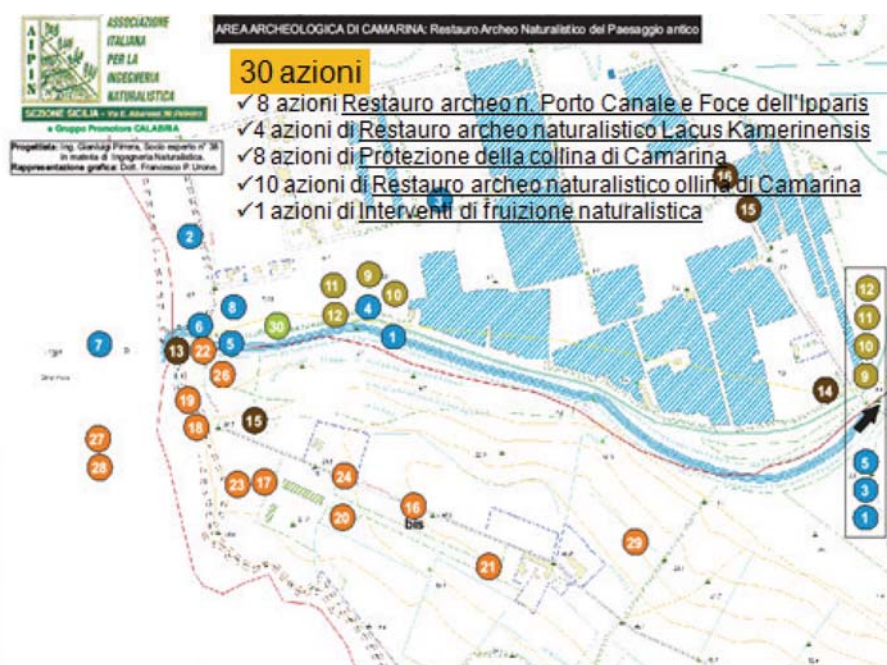 AIPIN
ASSOCIAZIONE
ITALIANA
PER LA
INGEGNERIA
NATURALISTICA
e Gruppo Promotore CALABRIA
Progettista: Ing. Gianluigi Pirrera, Socio esperto n° 38
in materia di Ingegneria Naturalistica.
Rappresentazione grafica: Dott. Francesco P. Urone.
AREA ARCHEOLOGICA DI CAMARINA: Restauro Archeo Naturalistico del Paesaggio antico
30 azioni
✓ 8 azioni Restauro archeo n. Porto Canale e Foce dell'Ipparis
✓ 4 azioni di Restauro archeo naturalistico Lacus Kamerinensis
✓ 8 azioni di Protezione della collina di Camarina
✓ 10 azioni di Restauro archeo naturalistico ollina di Camarina
✓ 1 azioni di Interventi di fruizione naturalistica
16
15
2
9
11
10
8
4
12
12
30
11
6
7
5
1
10
13
22
26
9
14
19
15
18
27
28
5
24
23
17
3
16
bis
20
1
29
21